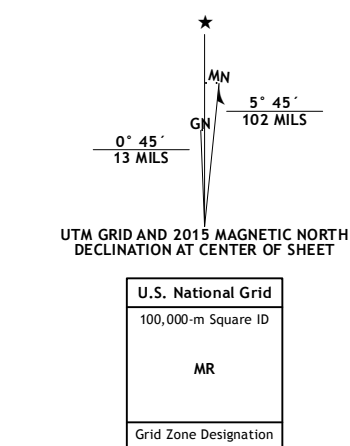 ★
MN
5° 45´
102 MILS
GN
0° 45´
13 MILS
UTM GRID AND 2015 MAGNETIC NORTH
DECLINATION AT CENTER OF SHEET
U.S. National Grid
100,000-m Square ID
MR
Grid Zone Designation